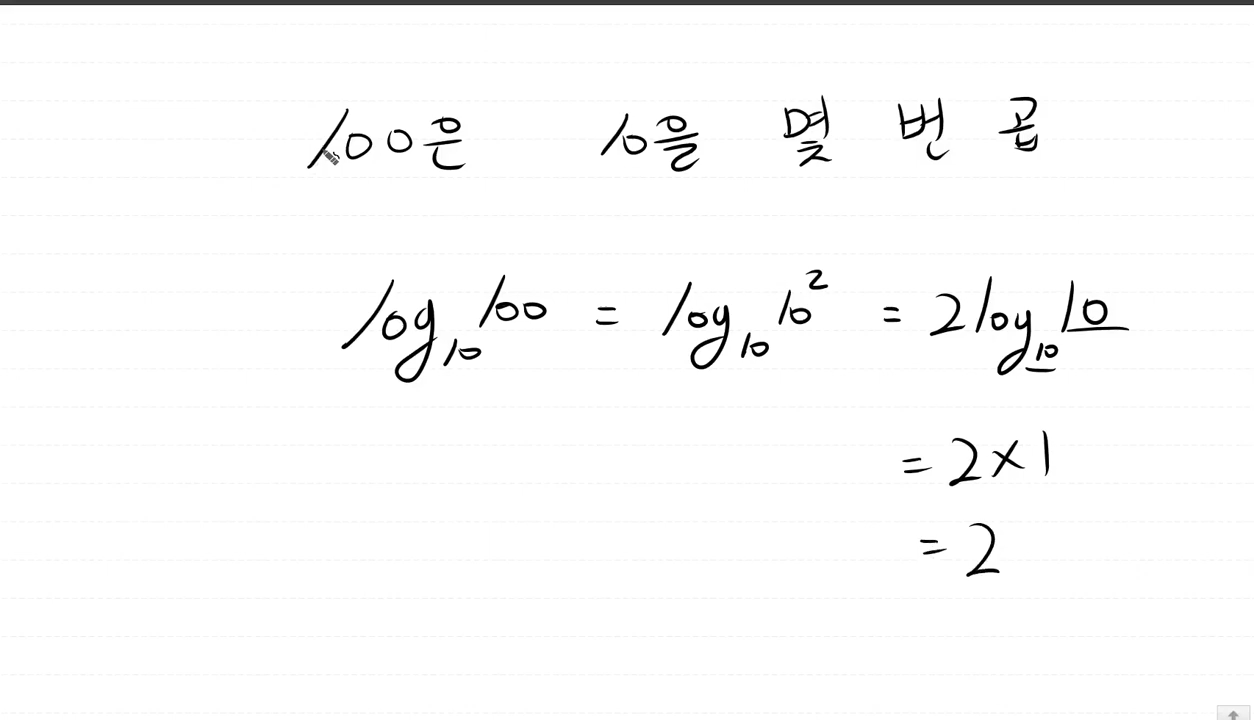 100은 10을 몇 번 곱
log₁₀100 = log₁₀10² = 2log₁₀10
= 2×1
= 2